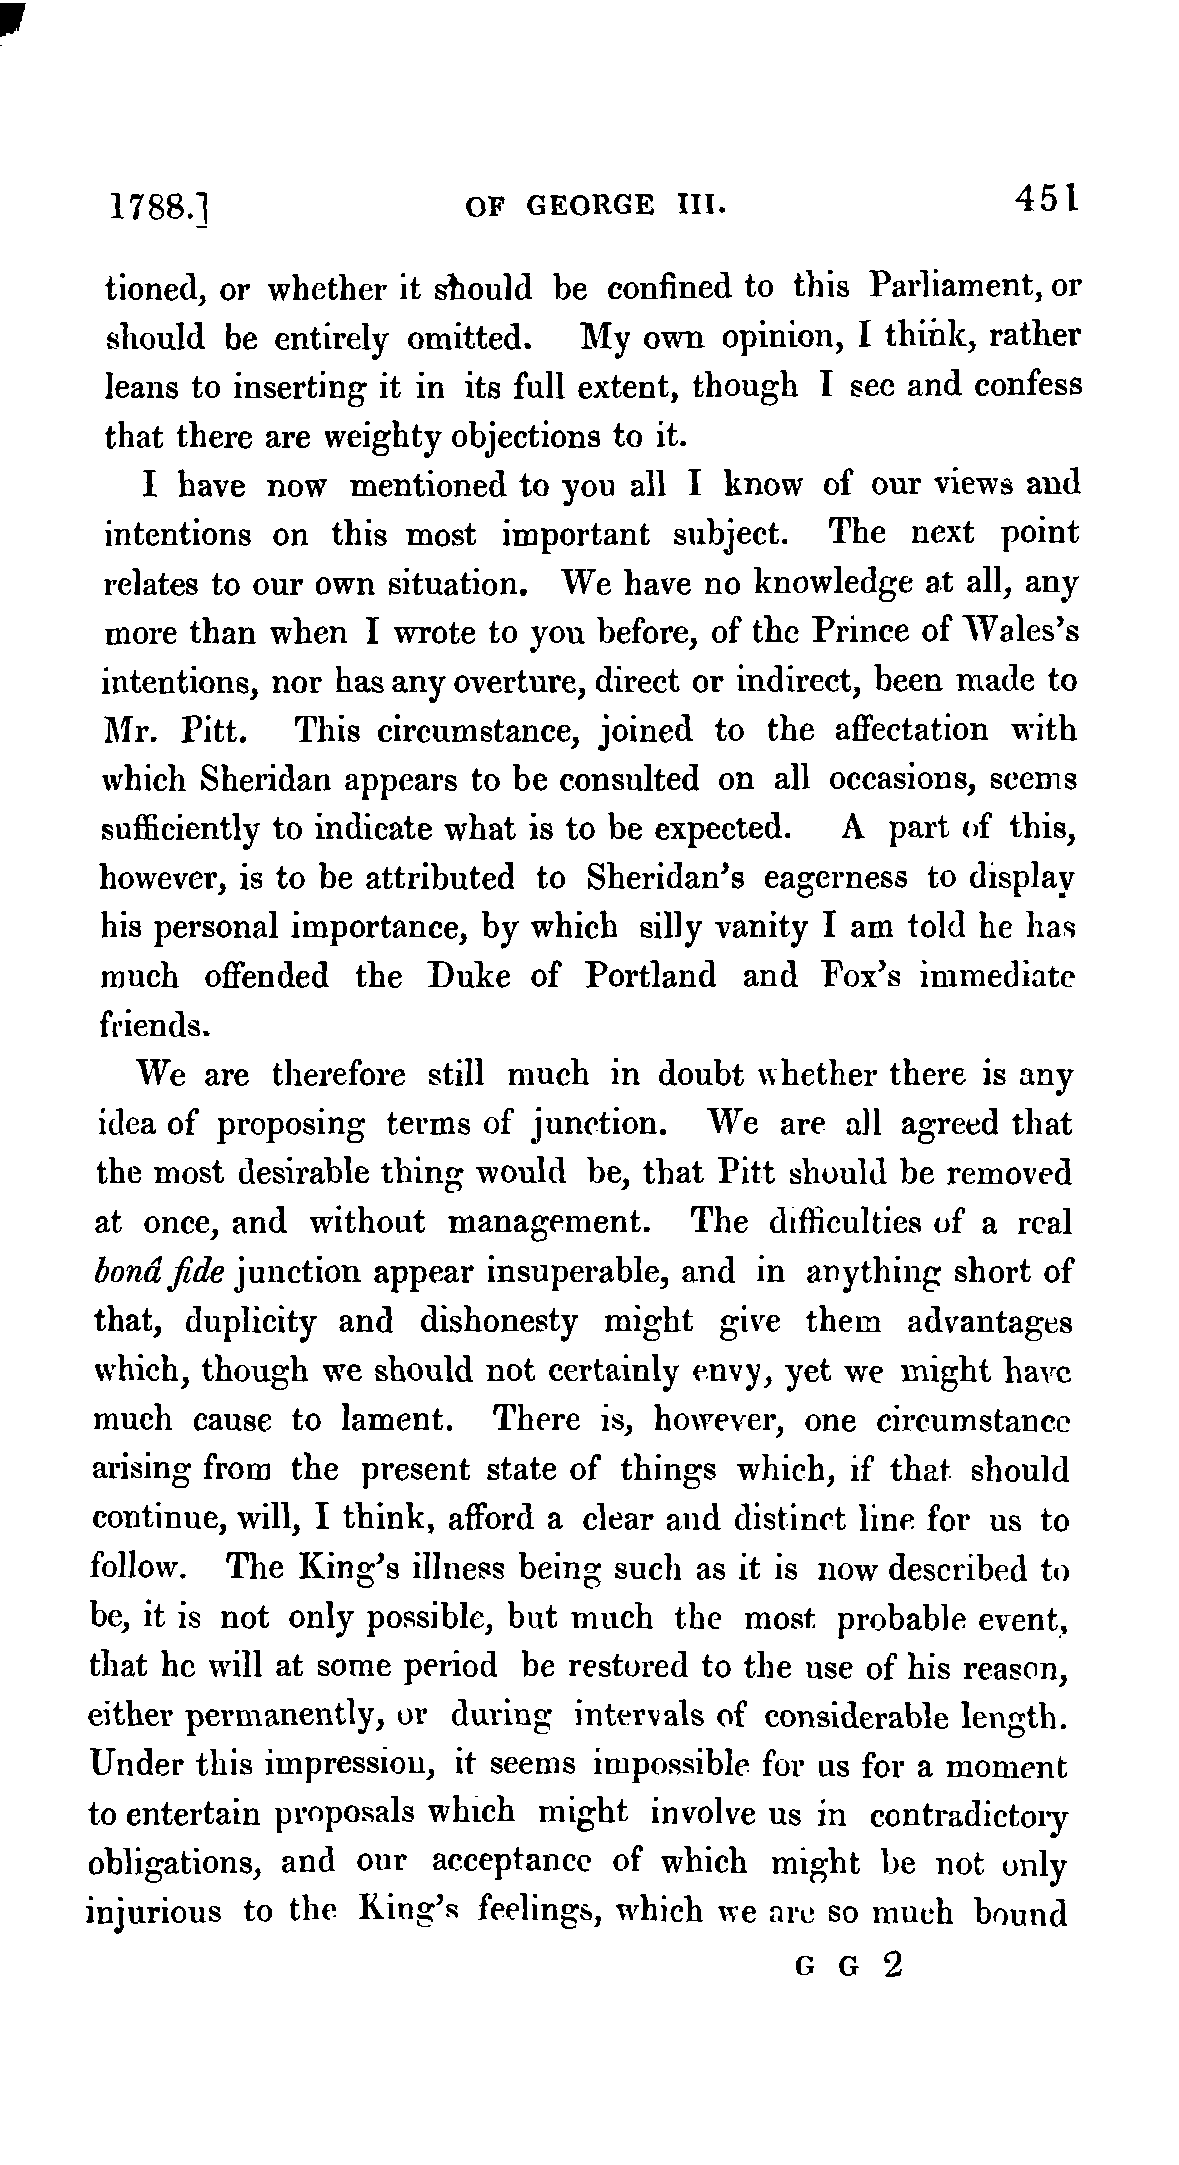 1788.] OF GEORGE III. 451
tioned, or whether it should be confined to this Parliament, or
should be entirely omitted. My own opinion, I think, rather
leans to inserting it in its full extent, though I see and confess
that there are weighty objections to it.
I have now mentioned to you all I know of our views and
intentions on this most important subject. The next point
relates to our own situation. We have no knowledge at all, any
more than when I wrote to you before, of the Prince of Wales's
intentions, nor has any overture, direct or indirect, been made to
Mr. Pitt. This circumstance, joined to the affectation with
which Sheridan appears to be consulted on all occasions, seems
sufficiently to indicate what is to be expected. A part of this,
however, is to be attributed to Sheridan's eagerness to display
his personal importance, by which silly vanity I am told he has
much offended the Duke of Portland and Fox's immediate
friends.
We are therefore still much in doubt whether there is any
idea of proposing terms of junction. We are all agreed that
the most desirable thing would be, that Pitt should be removed
at once, and without management. The difficulties of a real
bonâ fide junction appear insuperable, and in anything short of
that, duplicity and dishonesty might give them advantages
which, though we should not certainly envy, yet we might have
much cause to lament. There is, however, one circumstance
arising from the present state of things which, if that should
continue, will, I think, afford a clear and distinct line for us to
follow. The King's illness being such as it is now described to
be, it is not only possible, but much the most probable event,
that he will at some period be restored to the use of his reason,
either permanently, or during intervals of considerable length.
Under this impression, it seems impossible for us for a moment
to entertain proposals which might involve us in contradictory
obligations, and our acceptance of which might be not only
injurious to the King's feelings, which we are so much bound
G G 2